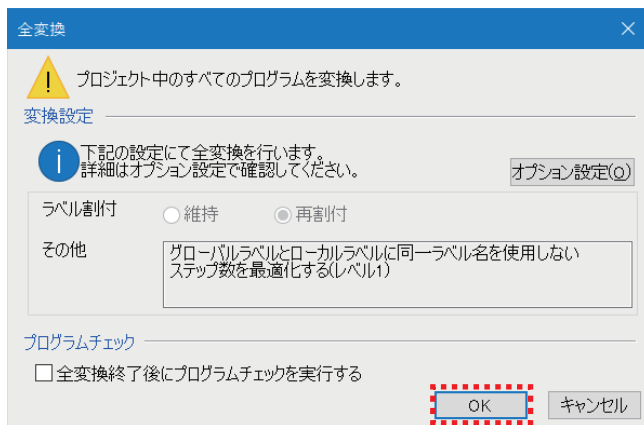 全変換
プロジェクト中のすべてのプログラムを変換します。
変換設定
下記の設定にて全変換を行います。
詳細はオプション設定で確認してください。
オプション設定(O)
ラベル割付
維持
再割付
その他
グローバルラベルとローカルラベルに同一ラベル名を使用しない
ステップ数を最適化する(レベル1)
プログラムチェック
全変換終了後にプログラムチェックを実行する
OK
キャンセル